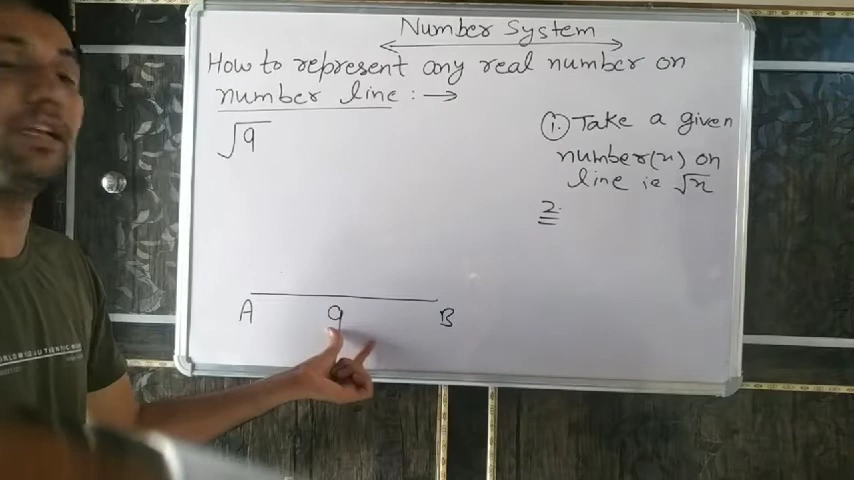 Number System
How to represent any real number on
number line : →
√9
① Take a given
number(x) on
line ie √x
2.
A 9 B